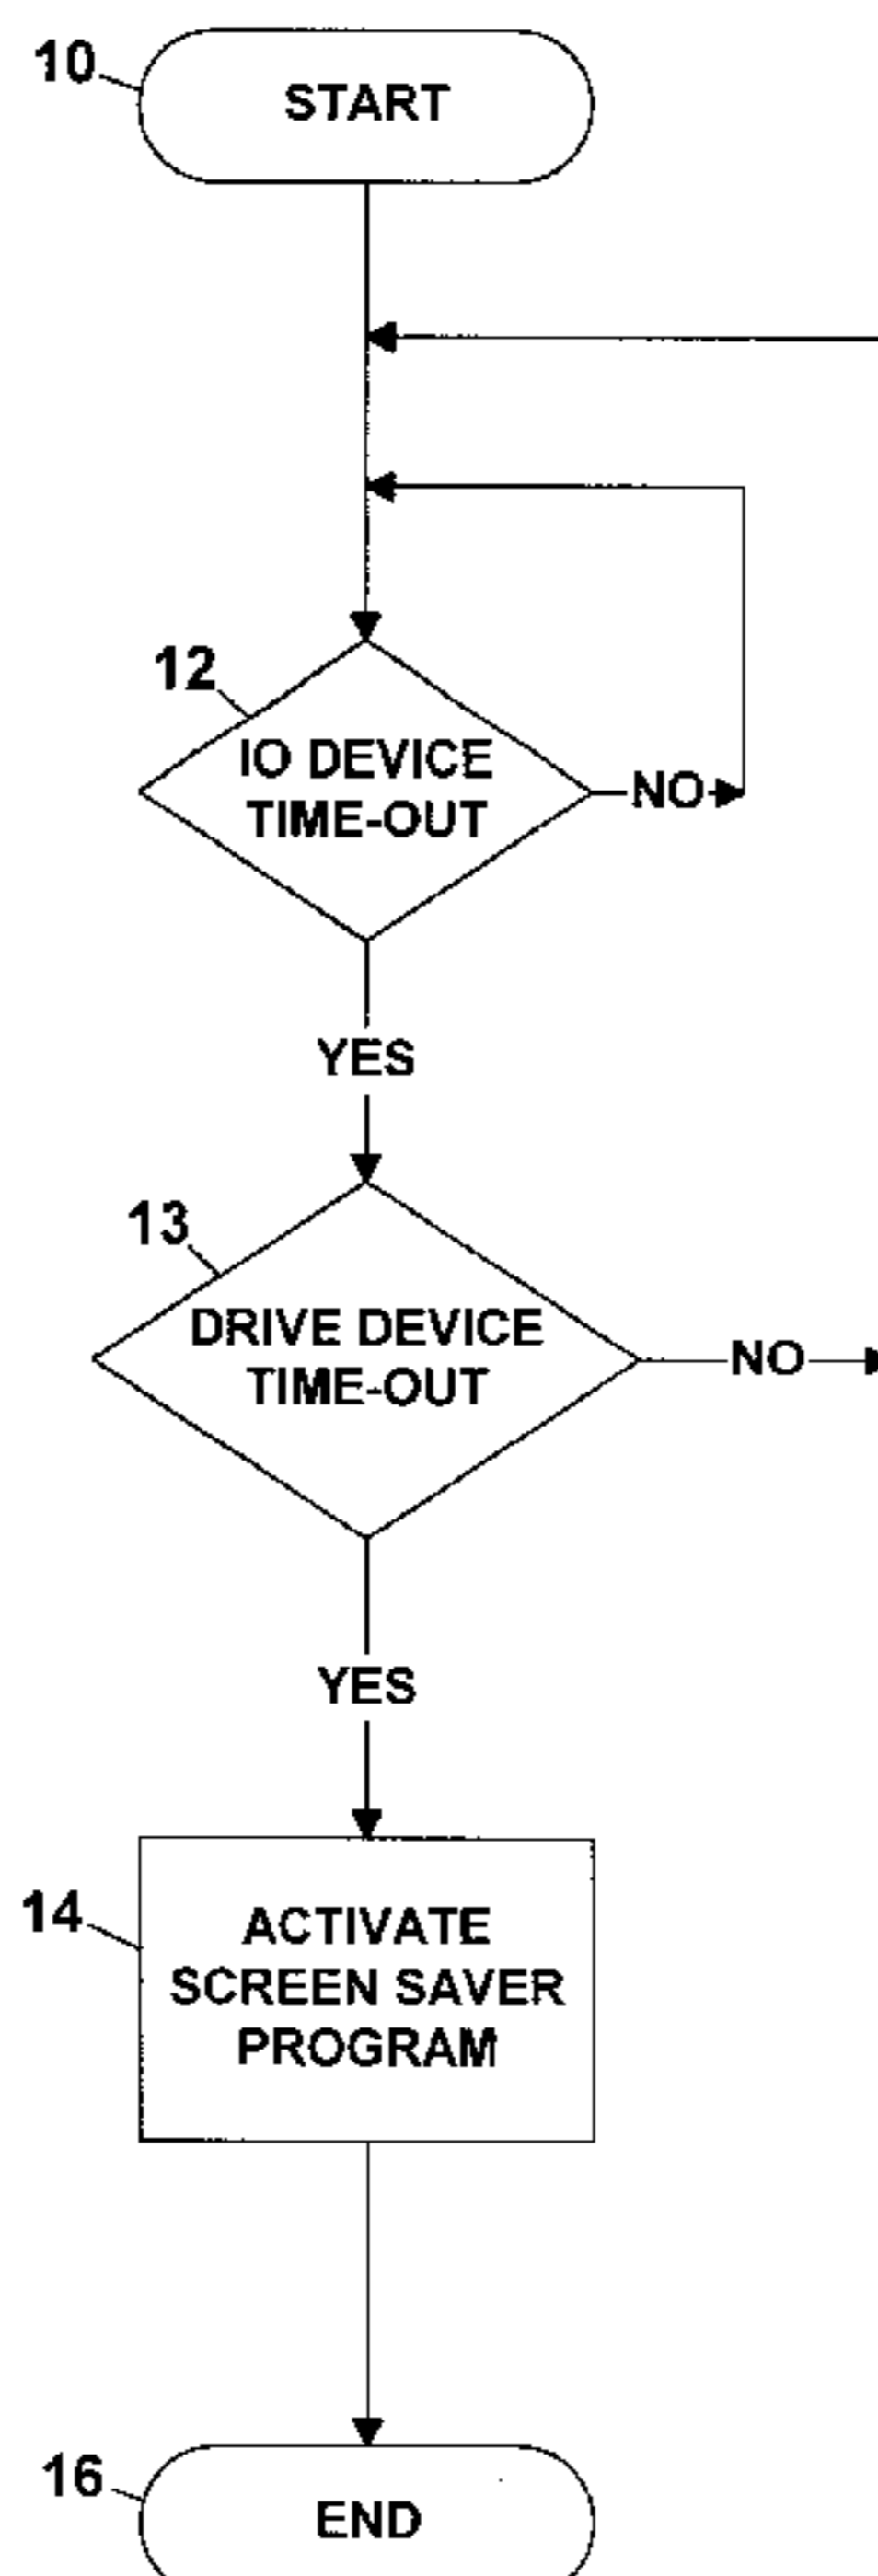 10
START
12
IO DEVICE
TIME-OUT
NO
YES
13
DRIVE DEVICE
TIME-OUT
NO
YES
14
ACTIVATE
SCREEN SAVER
PROGRAM
16
END